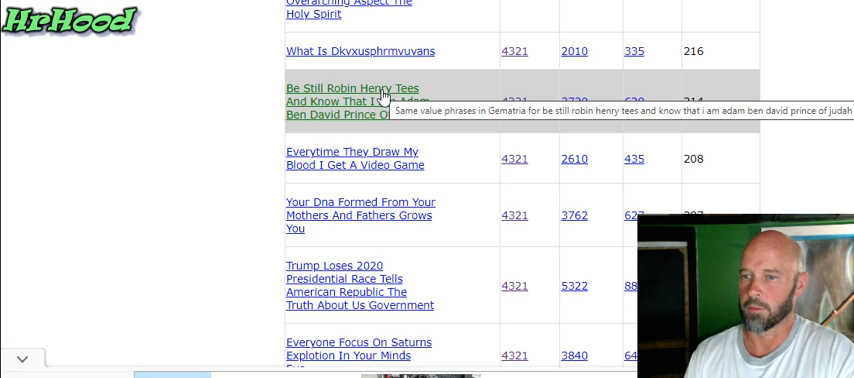 HrHood
Overarching Aspect The
Holy Spirit
What Is Dkvxusphrmvuvans 4321 2010 335 216
Be Still Robin Henry Tees
And Know That I
Ben David Prince
Same value phrases in Gematria for be still robin henry tees and know that i am adam ben david prince of judah
Everytime They Draw My
Blood I Get A Video Game 4321 2610 435 208
Your Dna Formed From Your
Mothers And Fathers Grows 4321 3762
You
Trump Loses 2020
Presidential Race Tells
American Republic The 4321 5322
Truth About Us Government
Everyone Focus On Saturns
Explotion In Your Minds 4321 3840